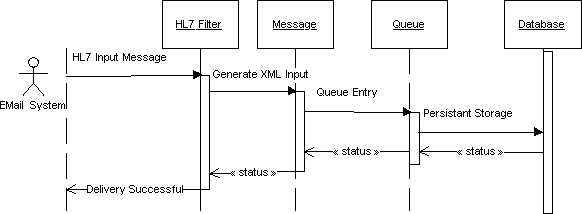 HL7 Filter
Message
Queue
Database
HL7 Input Message
Generate XML Input
EMail System
Queue Entry
Persistant Storage
« status »
« status »
« status »
Delivery Successful